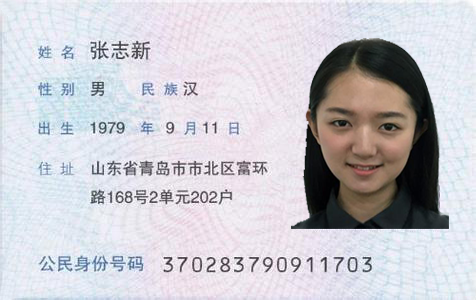 姓名 张志新
性别 男 民族 汉
出生 1979 年 9 月 11 日
住址 山东省青岛市市北区富环
路168号2单元202户
公民身份号码 370283790911703